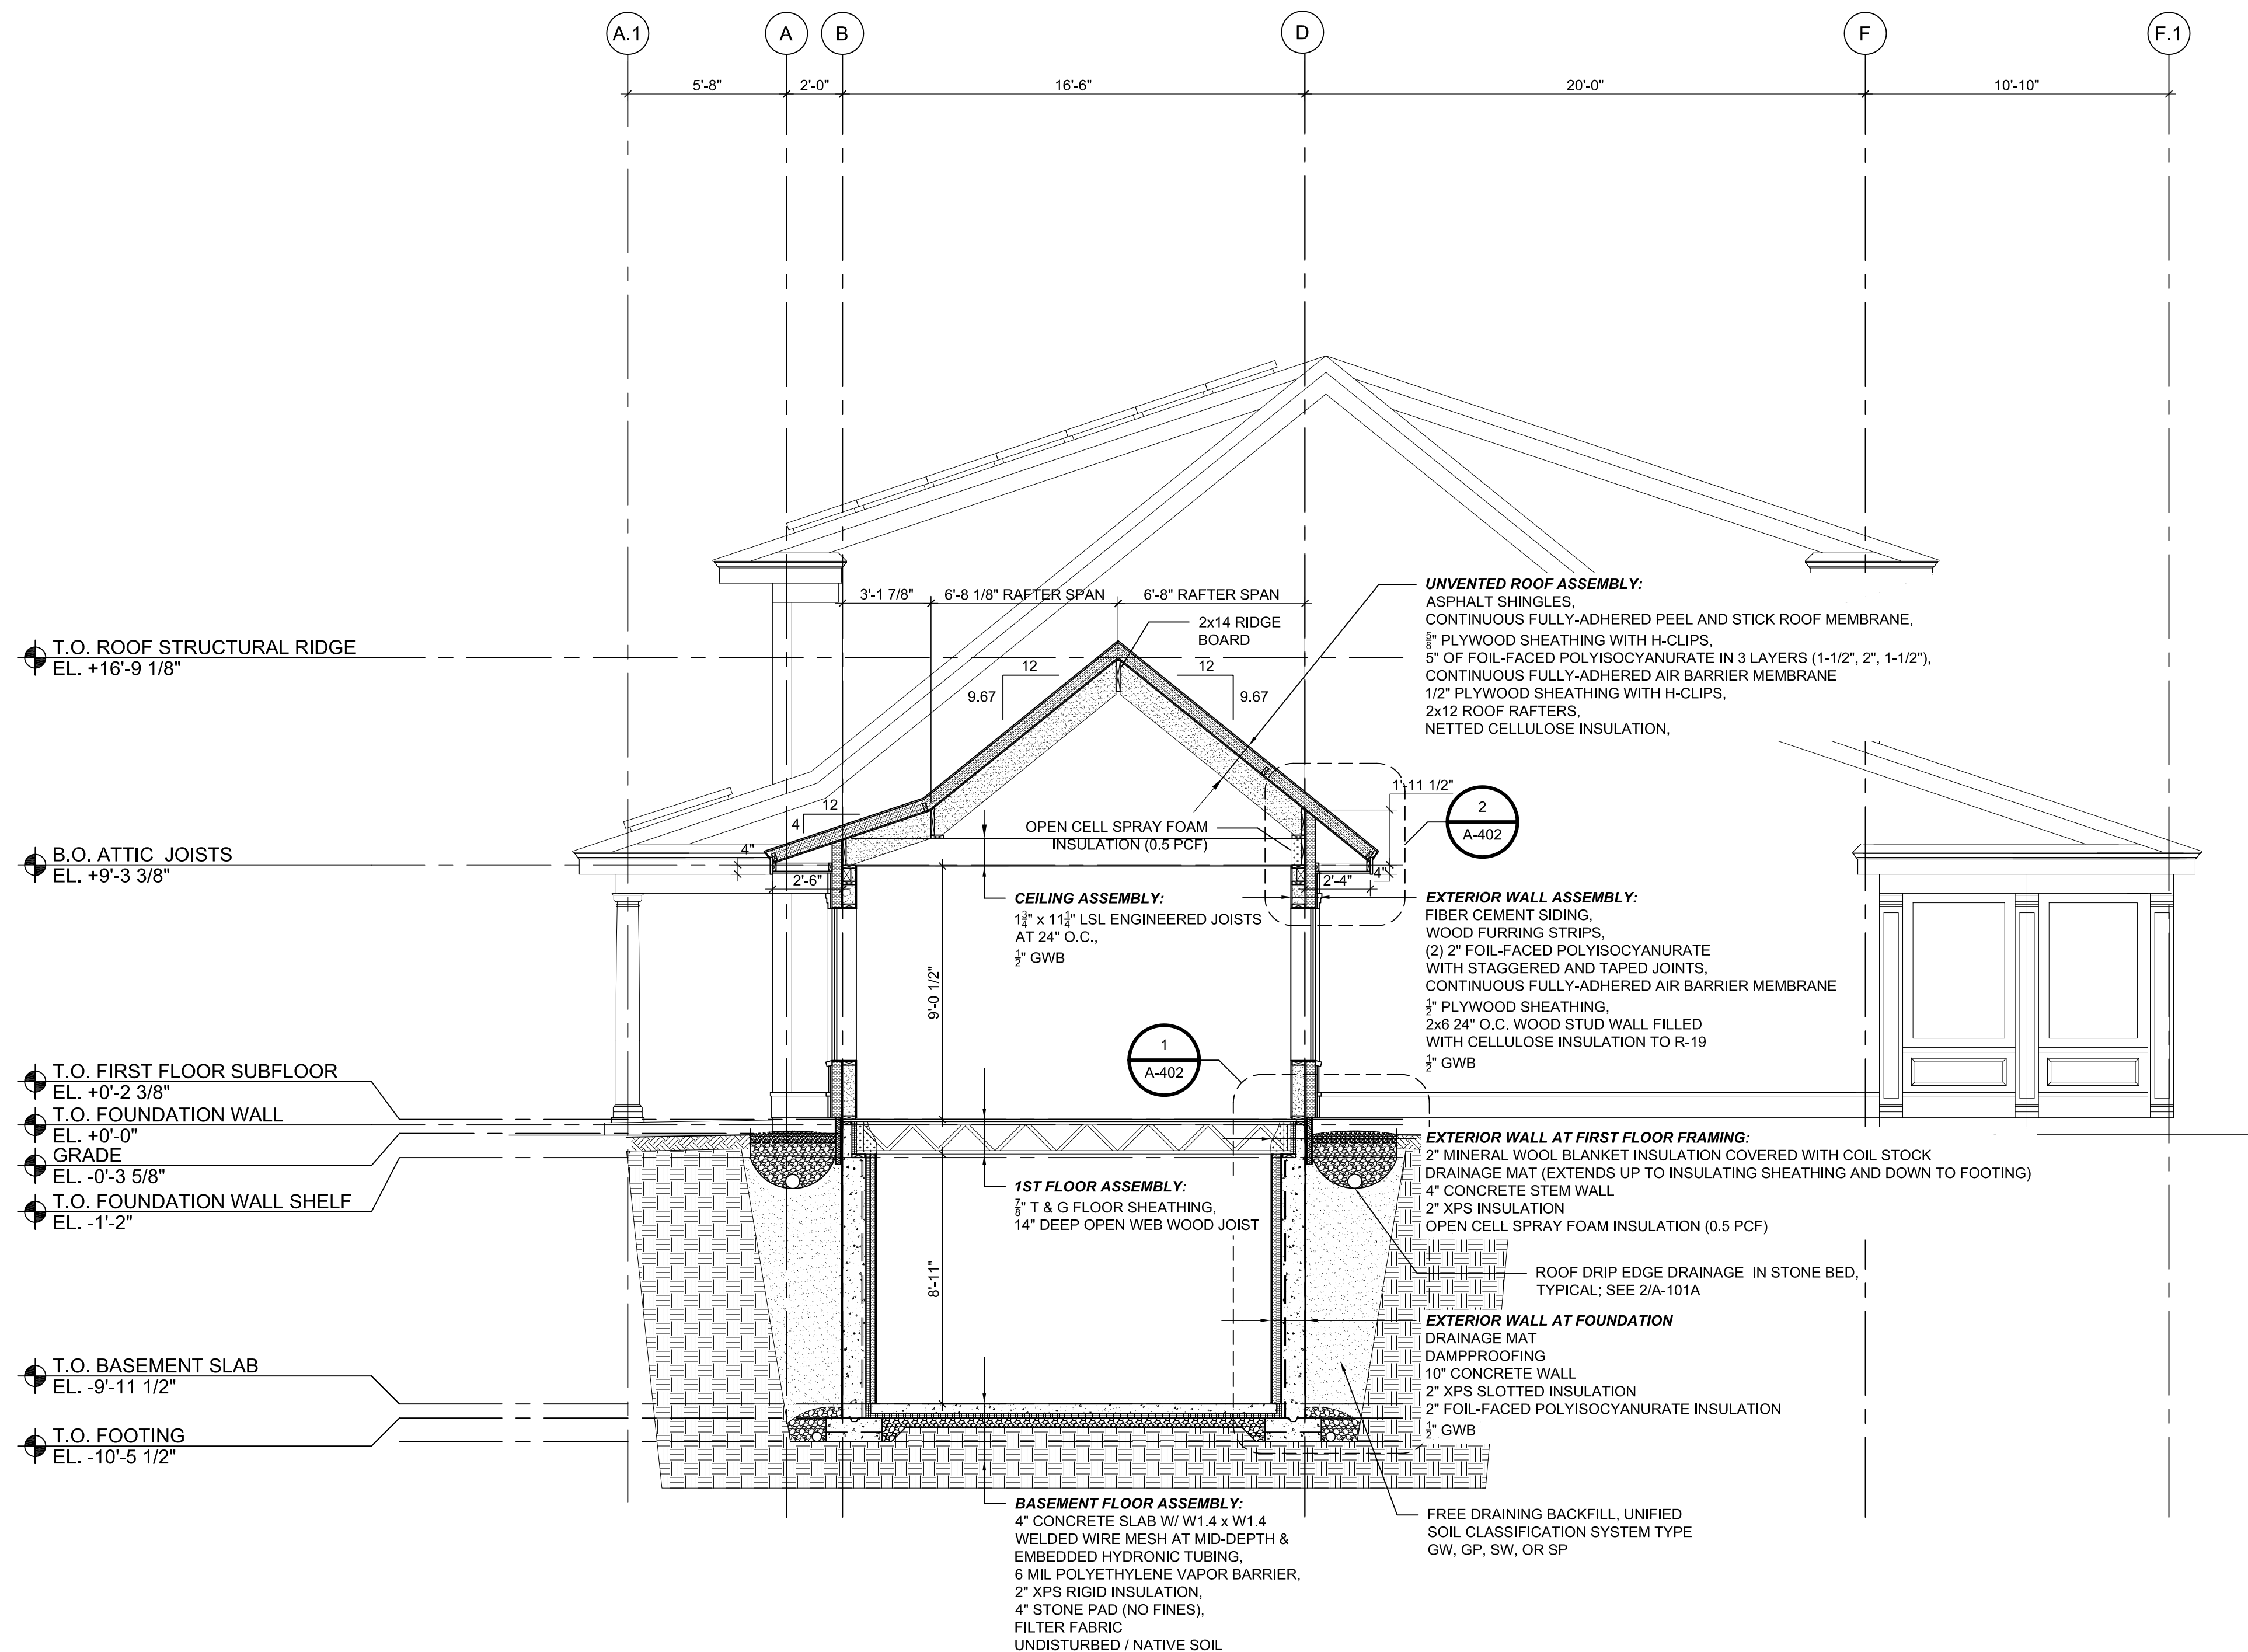 A.1
A
B
D
F
F.1
5'-8"
2'-0"
16'-6"
20'-0"
10'-10"
3'-1 7/8"
6'-8 1/8" RAFTER SPAN
6'-8" RAFTER SPAN
2x14 RIDGE
BOARD
12
9.67
12
9.67
12
4
4"
2'-6"
2'-4"
4"
1'-11 1/2"
9'-0 1/2"
8'-11"
T.O. ROOF STRUCTURAL RIDGE
EL. +16'-9 1/8"
B.O. ATTIC JOISTS
EL. +9'-3 3/8"
T.O. FIRST FLOOR SUBFLOOR
EL. +0'-2 3/8"
T.O. FOUNDATION WALL
EL. +0'-0"
GRADE
EL. -0'-3 5/8"
T.O. FOUNDATION WALL SHELF
EL. -1'-2"
T.O. BASEMENT SLAB
EL. -9'-11 1/2"
T.O. FOOTING
EL. -10'-5 1/2"
UNVENTED ROOF ASSEMBLY:
ASPHALT SHINGLES,
CONTINUOUS FULLY-ADHERED PEEL AND STICK ROOF MEMBRANE,
5/8" PLYWOOD SHEATHING WITH H-CLIPS,
5" OF FOIL-FACED POLYISOCYANURATE IN 3 LAYERS (1-1/2", 2", 1-1/2"),
CONTINUOUS FULLY-ADHERED AIR BARRIER MEMBRANE
1/2" PLYWOOD SHEATHING WITH H-CLIPS,
2x12 ROOF RAFTERS,
NETTED CELLULOSE INSULATION,
2
A-402
OPEN CELL SPRAY FOAM
INSULATION (0.5 PCF)
CEILING ASSEMBLY:
1 3/4" x 11 1/4" LSL ENGINEERED JOISTS
AT 24" O.C.,
1/2" GWB
EXTERIOR WALL ASSEMBLY:
FIBER CEMENT SIDING,
WOOD FURRING STRIPS,
(2) 2" FOIL-FACED POLYISOCYANURATE
WITH STAGGERED AND TAPED JOINTS,
CONTINUOUS FULLY-ADHERED AIR BARRIER MEMBRANE
1/2" PLYWOOD SHEATHING,
2x6 24" O.C. WOOD STUD WALL FILLED
WITH CELLULOSE INSULATION TO R-19
1/2" GWB
1
A-402
EXTERIOR WALL AT FIRST FLOOR FRAMING:
2" MINERAL WOOL BLANKET INSULATION COVERED WITH COIL STOCK
DRAINAGE MAT (EXTENDS UP TO INSULATING SHEATHING AND DOWN TO FOOTING)
4" CONCRETE STEM WALL
2" XPS INSULATION
OPEN CELL SPRAY FOAM INSULATION (0.5 PCF)
1ST FLOOR ASSEMBLY:
7/8" T & G FLOOR SHEATHING,
14" DEEP OPEN WEB WOOD JOIST
ROOF DRIP EDGE DRAINAGE IN STONE BED,
TYPICAL; SEE 2/A-101A
EXTERIOR WALL AT FOUNDATION
DRAINAGE MAT
DAMPPROOFING
10" CONCRETE WALL
2" XPS SLOTTED INSULATION
2" FOIL-FACED POLYISOCYANURATE INSULATION
1/2" GWB
BASEMENT FLOOR ASSEMBLY:
4" CONCRETE SLAB W/ W1.4 x W1.4
WELDED WIRE MESH AT MID-DEPTH &
EMBEDDED HYDRONIC TUBING,
6 MIL POLYETHYLENE VAPOR BARRIER,
2" XPS RIGID INSULATION,
4" STONE PAD (NO FINES),
FILTER FABRIC
UNDISTURBED / NATIVE SOIL
FREE DRAINING BACKFILL, UNIFIED
SOIL CLASSIFICATION SYSTEM TYPE
GW, GP, SW, OR SP